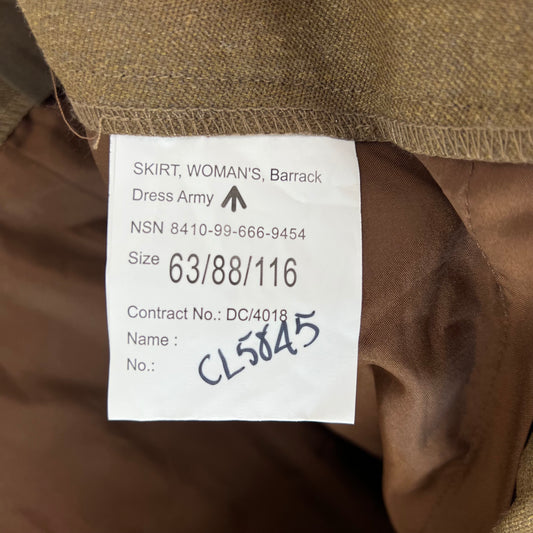 SKIRT, WOMAN'S, Barrack
Dress Army
NSN 8410-99-666-9454
Size 63/88/116
Contract No.: DC/4018
Name :
No.: CL5845